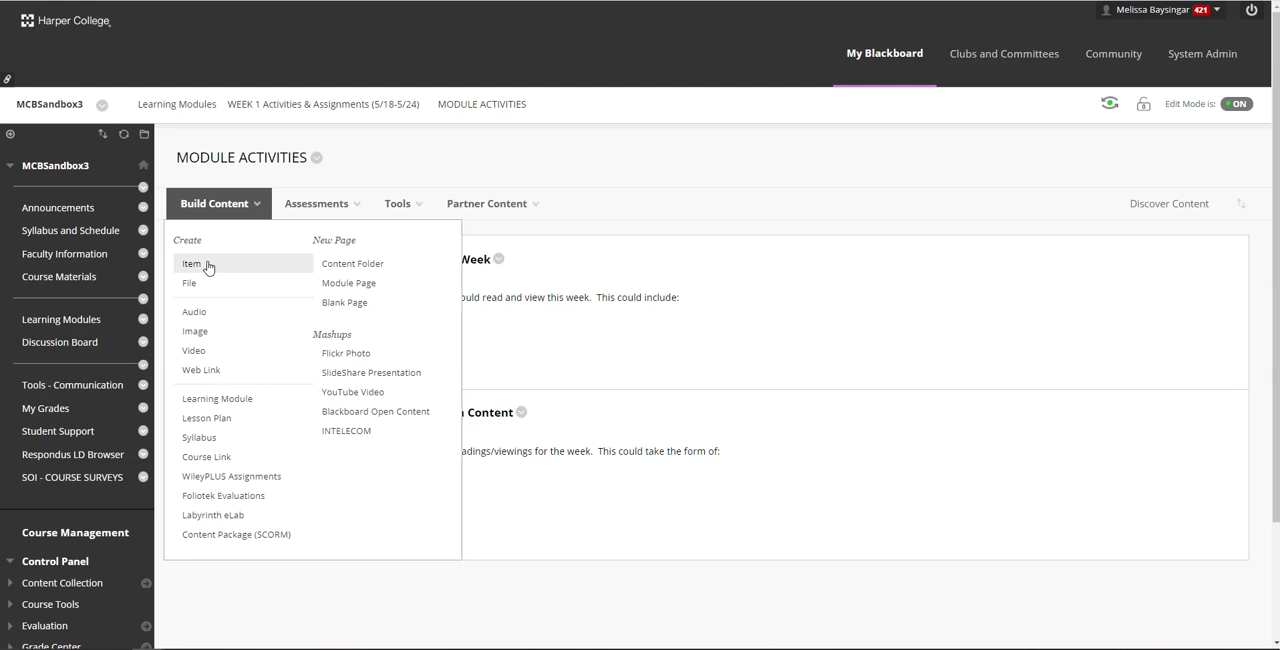 Harper College
Melissa Baysingar 421
My Blackboard Clubs and Committees Community System Admin
MCBSandbox3 Learning Modules WEEK 1 Activities & Assignments (5/18-5/24) MODULE ACTIVITIES Edit Mode is: ON
MCBSandbox3
Announcements
Syllabus and Schedule
Faculty Information
Course Materials
Learning Modules
Discussion Board
Tools - Communication
My Grades
Student Support
Respondus LD Browser
SOI - COURSE SURVEYS
Course Management
Control Panel
Content Collection
Course Tools
Evaluation
Grade Center
MODULE ACTIVITIES
Build Content Assessments Tools Partner Content Discover Content
Create
Item
File
Audio
Image
Video
Web Link
Learning Module
Lesson Plan
Syllabus
Course Link
WileyPLUS Assignments
Foliotek Evaluations
Labyrinth eLab
Content Package (SCORM)
New Page
Content Folder
Module Page
Blank Page
Mashups
Flickr Photo
SlideShare Presentation
YouTube Video
Blackboard Open Content
INTELECOM
Week
ould read and view this week. This could include:
Content
adings/viewings for the week. This could take the form of: